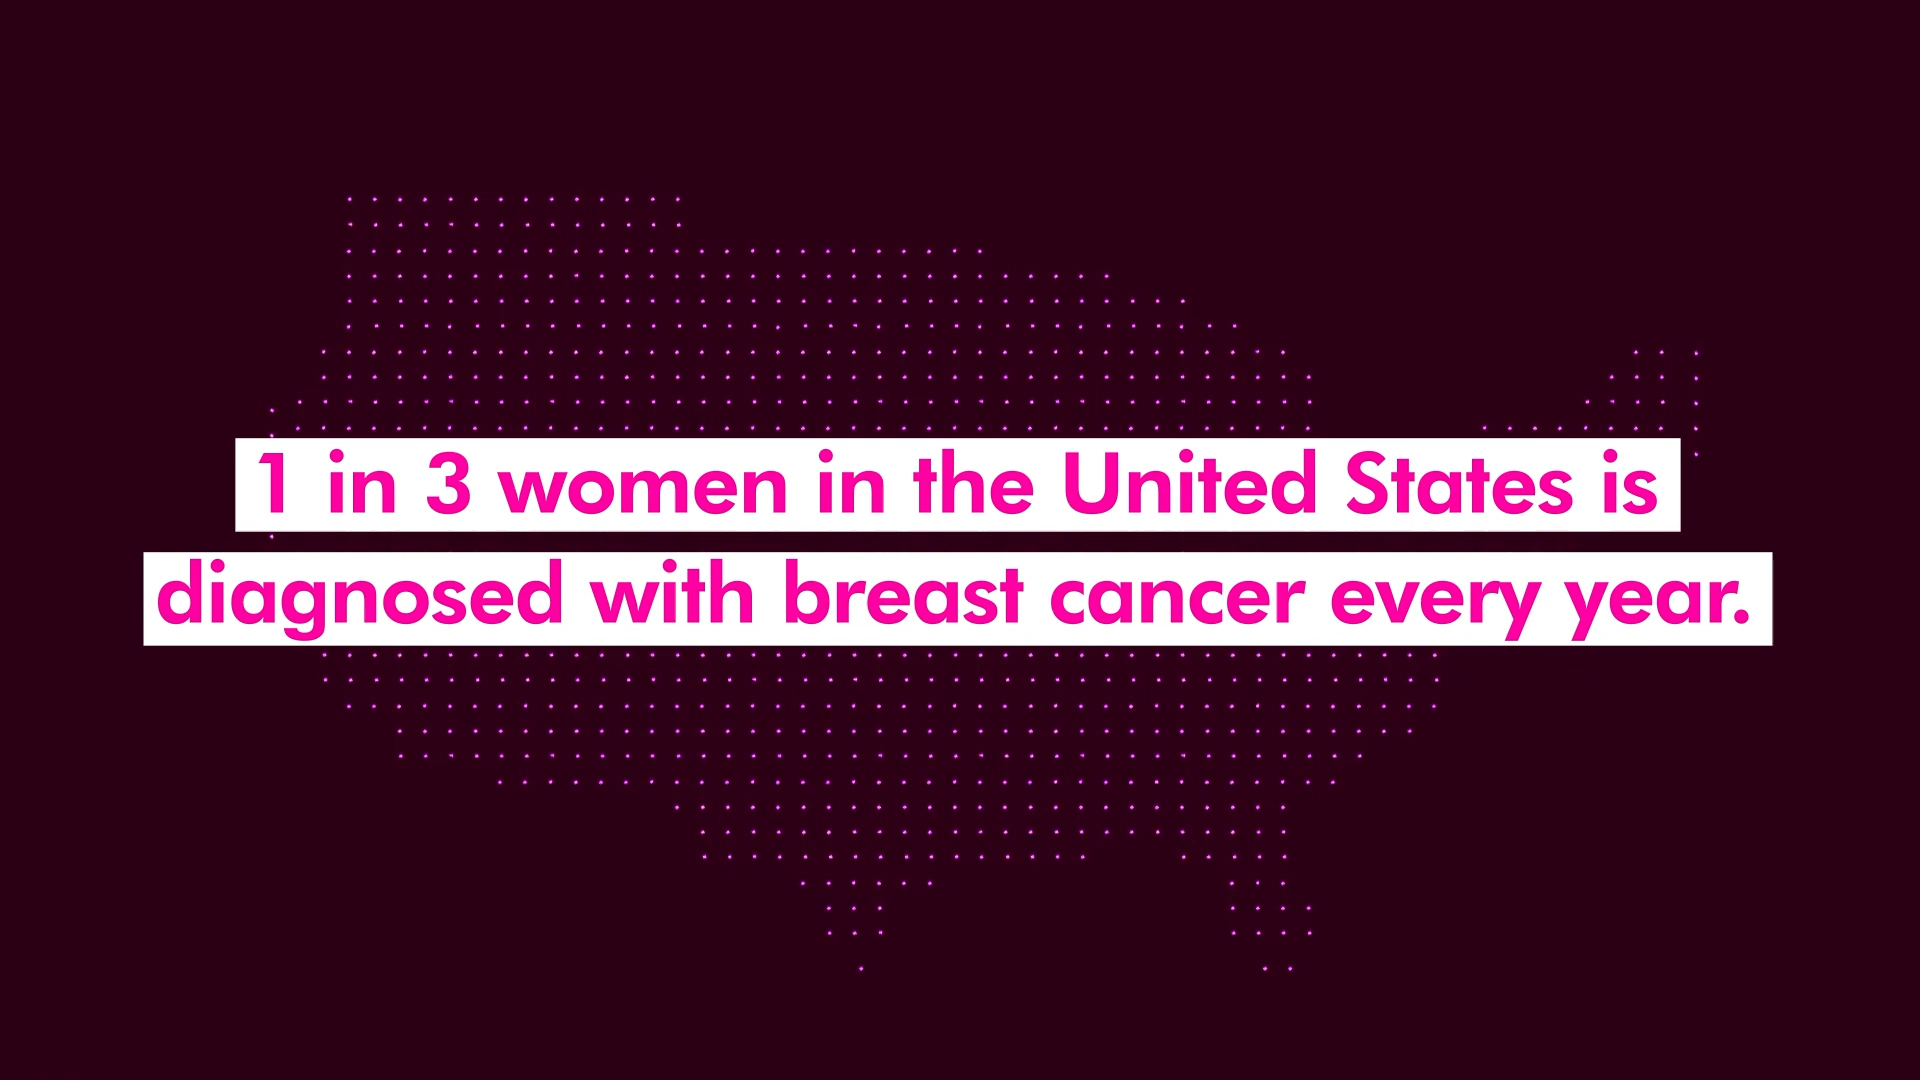 1 in 3 women in the United States is
diagnosed with breast cancer every year.